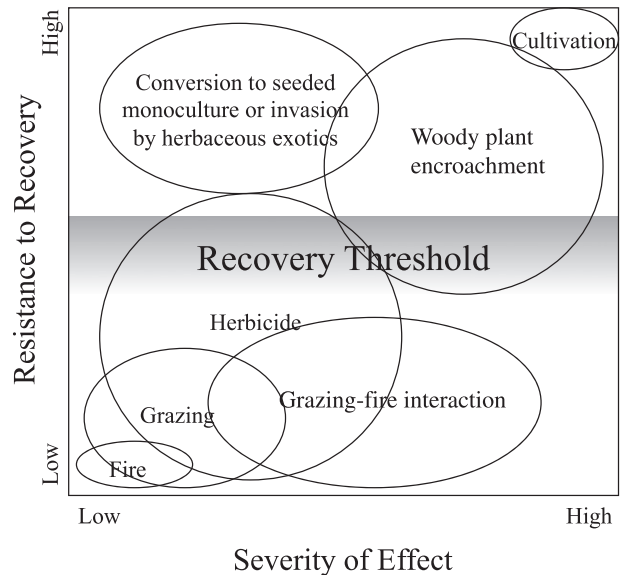 High
Cultivation
Conversion to seeded
monoculture or invasion
by herbaceous exotics
Woody plant
encroachment
Resistance to Recovery
Recovery Threshold
Herbicide
Grazing-fire interaction
Grazing
Fire
Low
Low
High
Severity of Effect